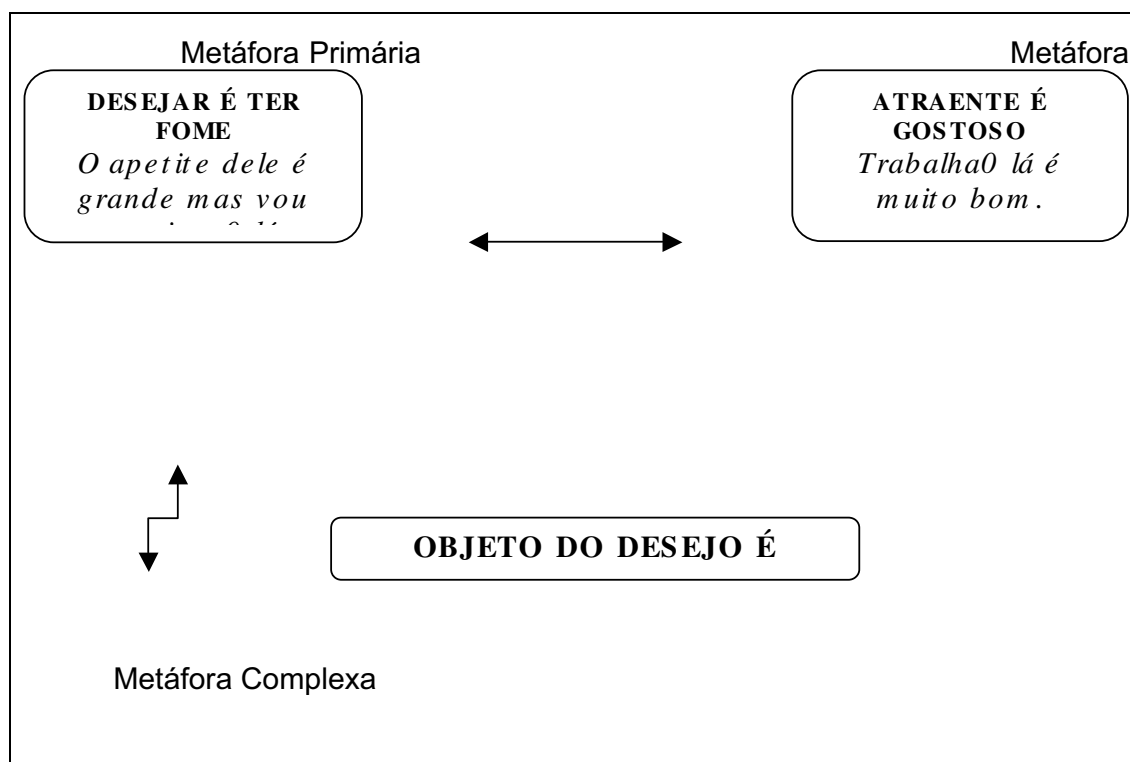 Metáfora Primária
Metáfora
DESEJAR É TER
FOME
O apetite dele é
grande mas vou
ATRAENTE É
GOSTOSO
Trabalha0 lá é
muito bom.
OBJETO DO DESEJO É
Metáfora Complexa